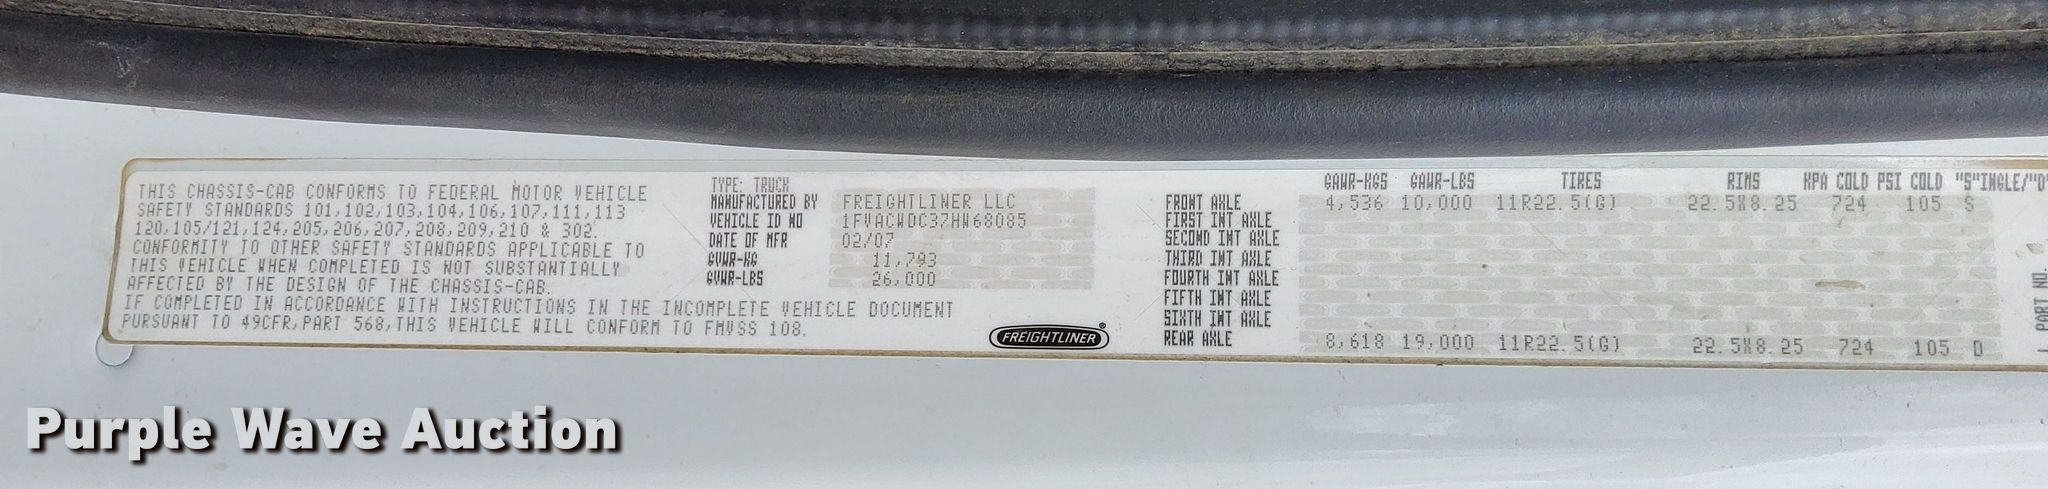 THIS CHASSIS-CAB CONFORMS TO FEDERAL MOTOR VEHICLE
SAFETY STANDARDS 101,102,103,104,106,107,111,113
120,105/121,124,205,206,207,208,209,210 & 302.
CONFORMITY TO OTHER SAFETY STANDARDS APPLICABLE TO
THIS VEHICLE WHEN COMPLETED IS NOT SUBSTANTIALLY
AFFECTED BY THE DESIGN OF THE CHASSIS-CAB.
IF COMPLETED IN ACCORDANCE WITH INSTRUCTIONS IN THE INCOMPLETE VEHICLE DOCUMENT
PURSUANT TO 49CFR,PART 568,THIS VEHICLE WILL CONFORM TO FMVSS 108.
TYPE: TRUCK
MANUFACTURED BY FREIGHTLINER LLC
VEHICLE ID NO 1FVACWDC37HW68085
DATE OF MFR 02/07
GVWR-KG 11,793
GVWR-LBS 26,000
FREIGHTLINER®
GAWR-KGS GAWR-LBS TIRES RIMS KPA COLD PSI COLD "S"INGLE/"D"
FRONT AXLE 4,536 10,000 11R22.5(G) 22.5X8.25 724 105 S
FIRST INT AXLE
SECOND INT AXLE
THIRD INT AXLE
FOURTH INT AXLE
FIFTH INT AXLE
SIXTH INT AXLE
REAR AXLE 8,618 19,000 11R22.5(G) 22.5X8.25 724 105 D
PART NO.
Purple Wave Auction